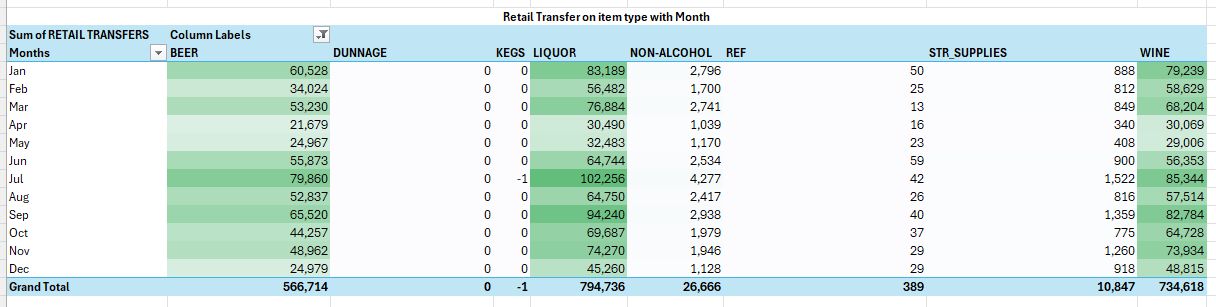 Retail Transfer on item type with Month
Sum of RETAIL TRANSFERS Column Labels
Months BEER DUNNAGE KEGS LIQUOR NON-ALCOHOL REF STR_SUPPLIES WINE
Jan 60,528 0 0 83,189 2,796 50 888 79,239
Feb 34,024 0 0 56,482 1,700 25 812 58,629
Mar 53,230 0 0 76,884 2,741 13 849 68,204
Apr 21,679 0 0 30,490 1,039 16 340 30,069
May 24,967 0 0 32,483 1,170 23 408 29,006
Jun 55,873 0 0 64,744 2,534 59 900 56,353
Jul 79,860 0 -1 102,256 4,277 42 1,522 85,344
Aug 52,837 0 0 64,750 2,417 26 816 57,514
Sep 65,520 0 0 94,240 2,938 40 1,359 82,784
Oct 44,257 0 0 69,687 1,979 37 775 64,728
Nov 48,962 0 0 74,270 1,946 29 1,260 73,934
Dec 24,979 0 0 45,260 1,128 29 918 48,815
Grand Total 566,714 0 -1 794,736 26,666 389 10,847 734,618